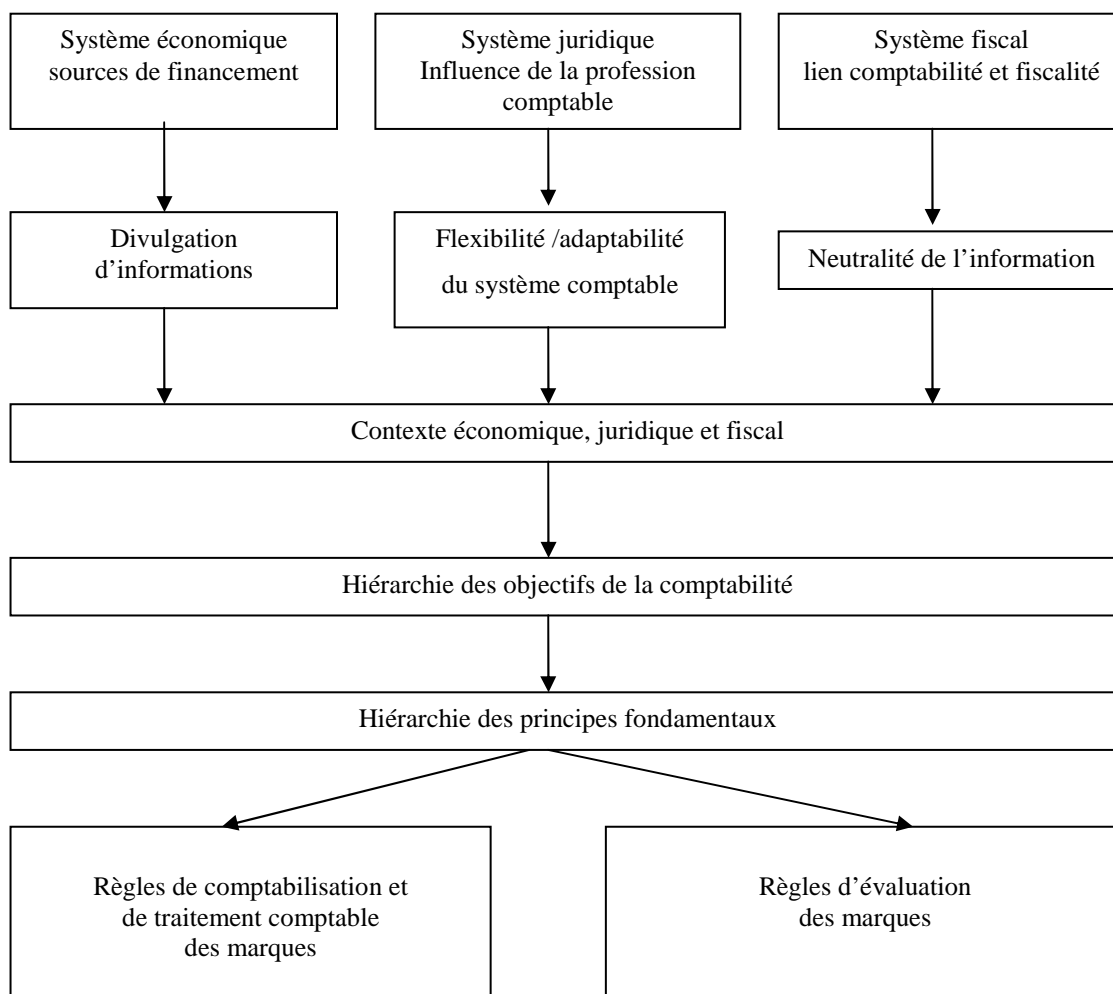 Système économique
sources de financement
Système juridique
Influence de la profession
comptable
Système fiscal
lien comptabilité et fiscalité
Divulgation
d’informations
Flexibilité /adaptabilité
du système comptable
Neutralité de l’information
Contexte économique, juridique et fiscal
Hiérarchie des objectifs de la comptabilité
Hiérarchie des principes fondamentaux
Règles de comptabilisation et
de traitement comptable
des marques
Règles d’évaluation
des marques